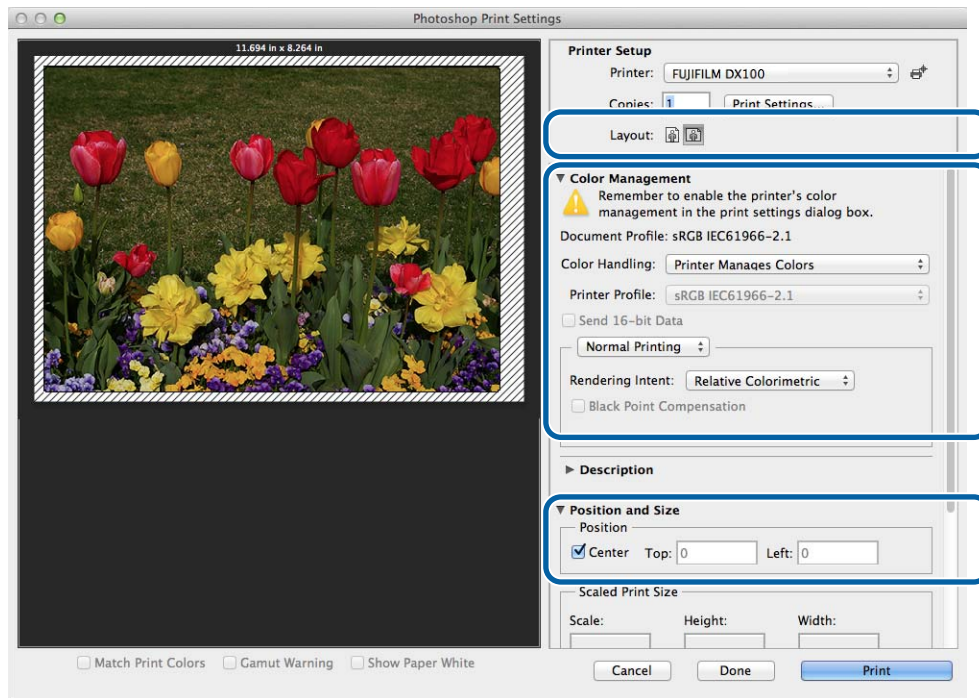 Photoshop Print Settings
11.694 in x 8.264 in
Printer Setup
Printer: FUJIFILM DX100
Copies: 1 Print Settings...
Layout:
Color Management
Remember to enable the printer's color
management in the print settings dialog box.
Document Profile: sRGB IEC61966-2.1
Color Handling: Printer Manages Colors
Printer Profile: sRGB IEC61966-2.1
Send 16-bit Data
Normal Printing
Rendering Intent: Relative Colorimetric
Black Point Compensation
Description
Position and Size
Position
Center Top: 0 Left: 0
Scaled Print Size
Scale: Height: Width:
Match Print Colors Gamut Warning Show Paper White
Cancel Done Print